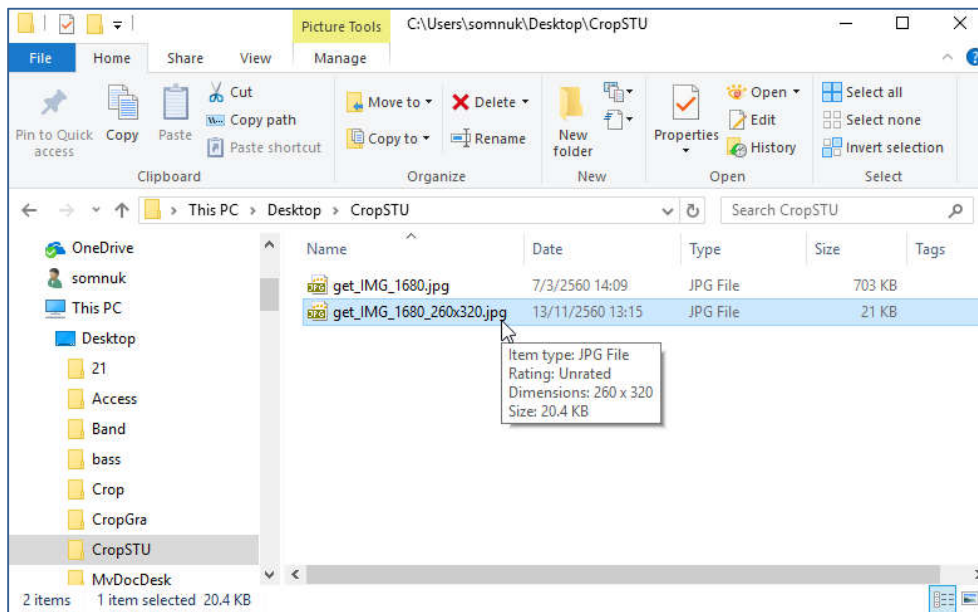 Picture Tools C:\Users\somnuk\Desktop\CropSTU
File Home Share View Manage
Pin to Quick access
Copy
Paste
Cut
Copy path
Paste shortcut
Clipboard
Move to
Copy to
Delete
Rename
Organize
New folder
New
Properties
Open
Edit
History
Open
Select all
Select none
Invert selection
Select
This PC > Desktop > CropSTU
Search CropSTU
OneDrive
somnuk
This PC
Desktop
21
Access
Band
bass
Crop
CropGra
CropSTU
MyDocDesk
Name Date Type Size Tags
get_IMG_1680.jpg 7/3/2560 14:09 JPG File 703 KB
get_IMG_1680_260x320.jpg 13/11/2560 13:15 JPG File 21 KB
Item type: JPG File
Rating: Unrated
Dimensions: 260 x 320
Size: 20.4 KB
2 items 1 item selected 20.4 KB